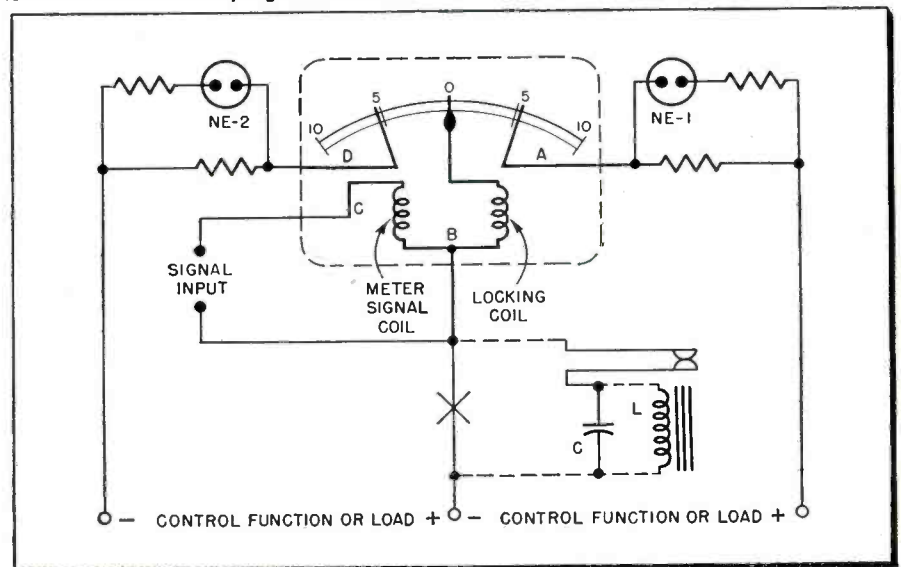 0
5 5
10 10
NE-2 NE-1
D A
C
B
SIGNAL
INPUT
METER
SIGNAL
COIL
LOCKING
COIL
L
C
- CONTROL FUNCTION OR LOAD + - CONTROL FUNCTION OR LOAD +